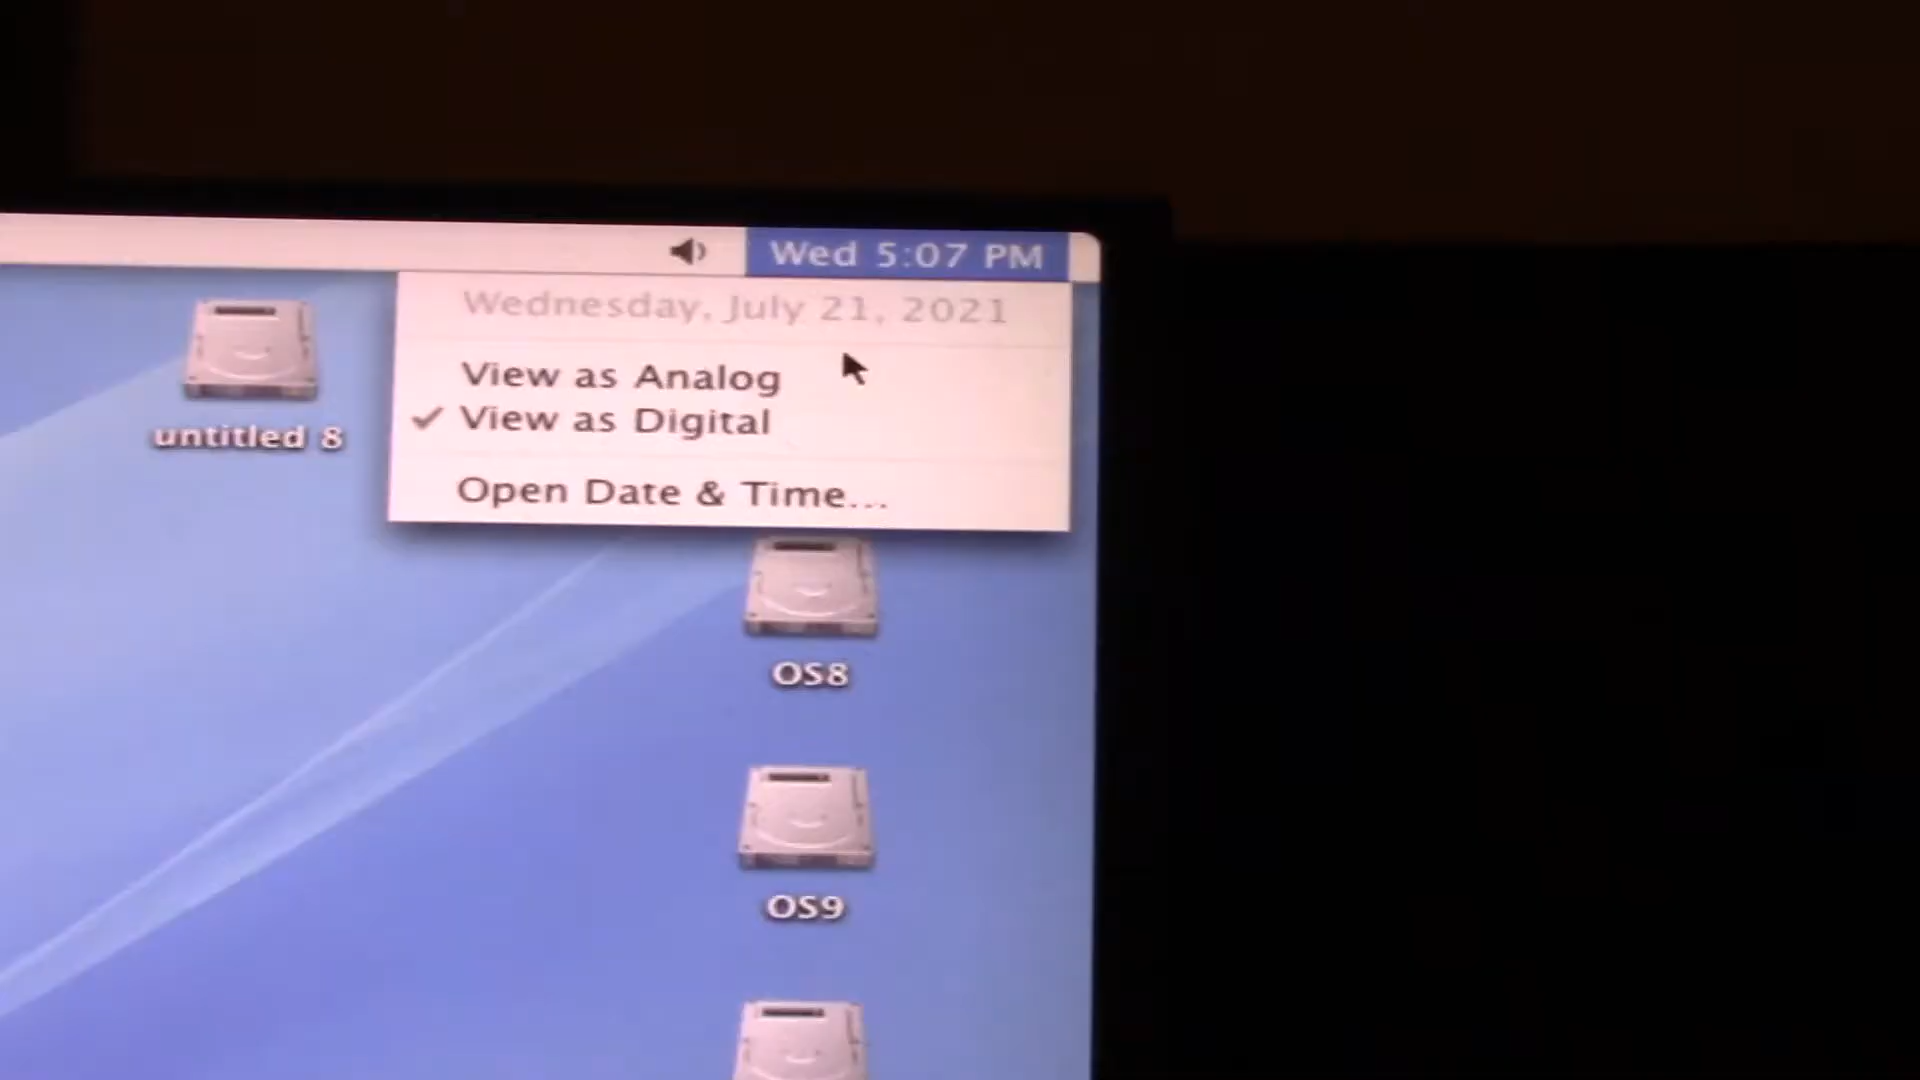 Wed 5:07 PM
Wednesday, July 21, 2021
View as Analog
View as Digital
Open Date & Time...
untitled 8
OS8
OS9